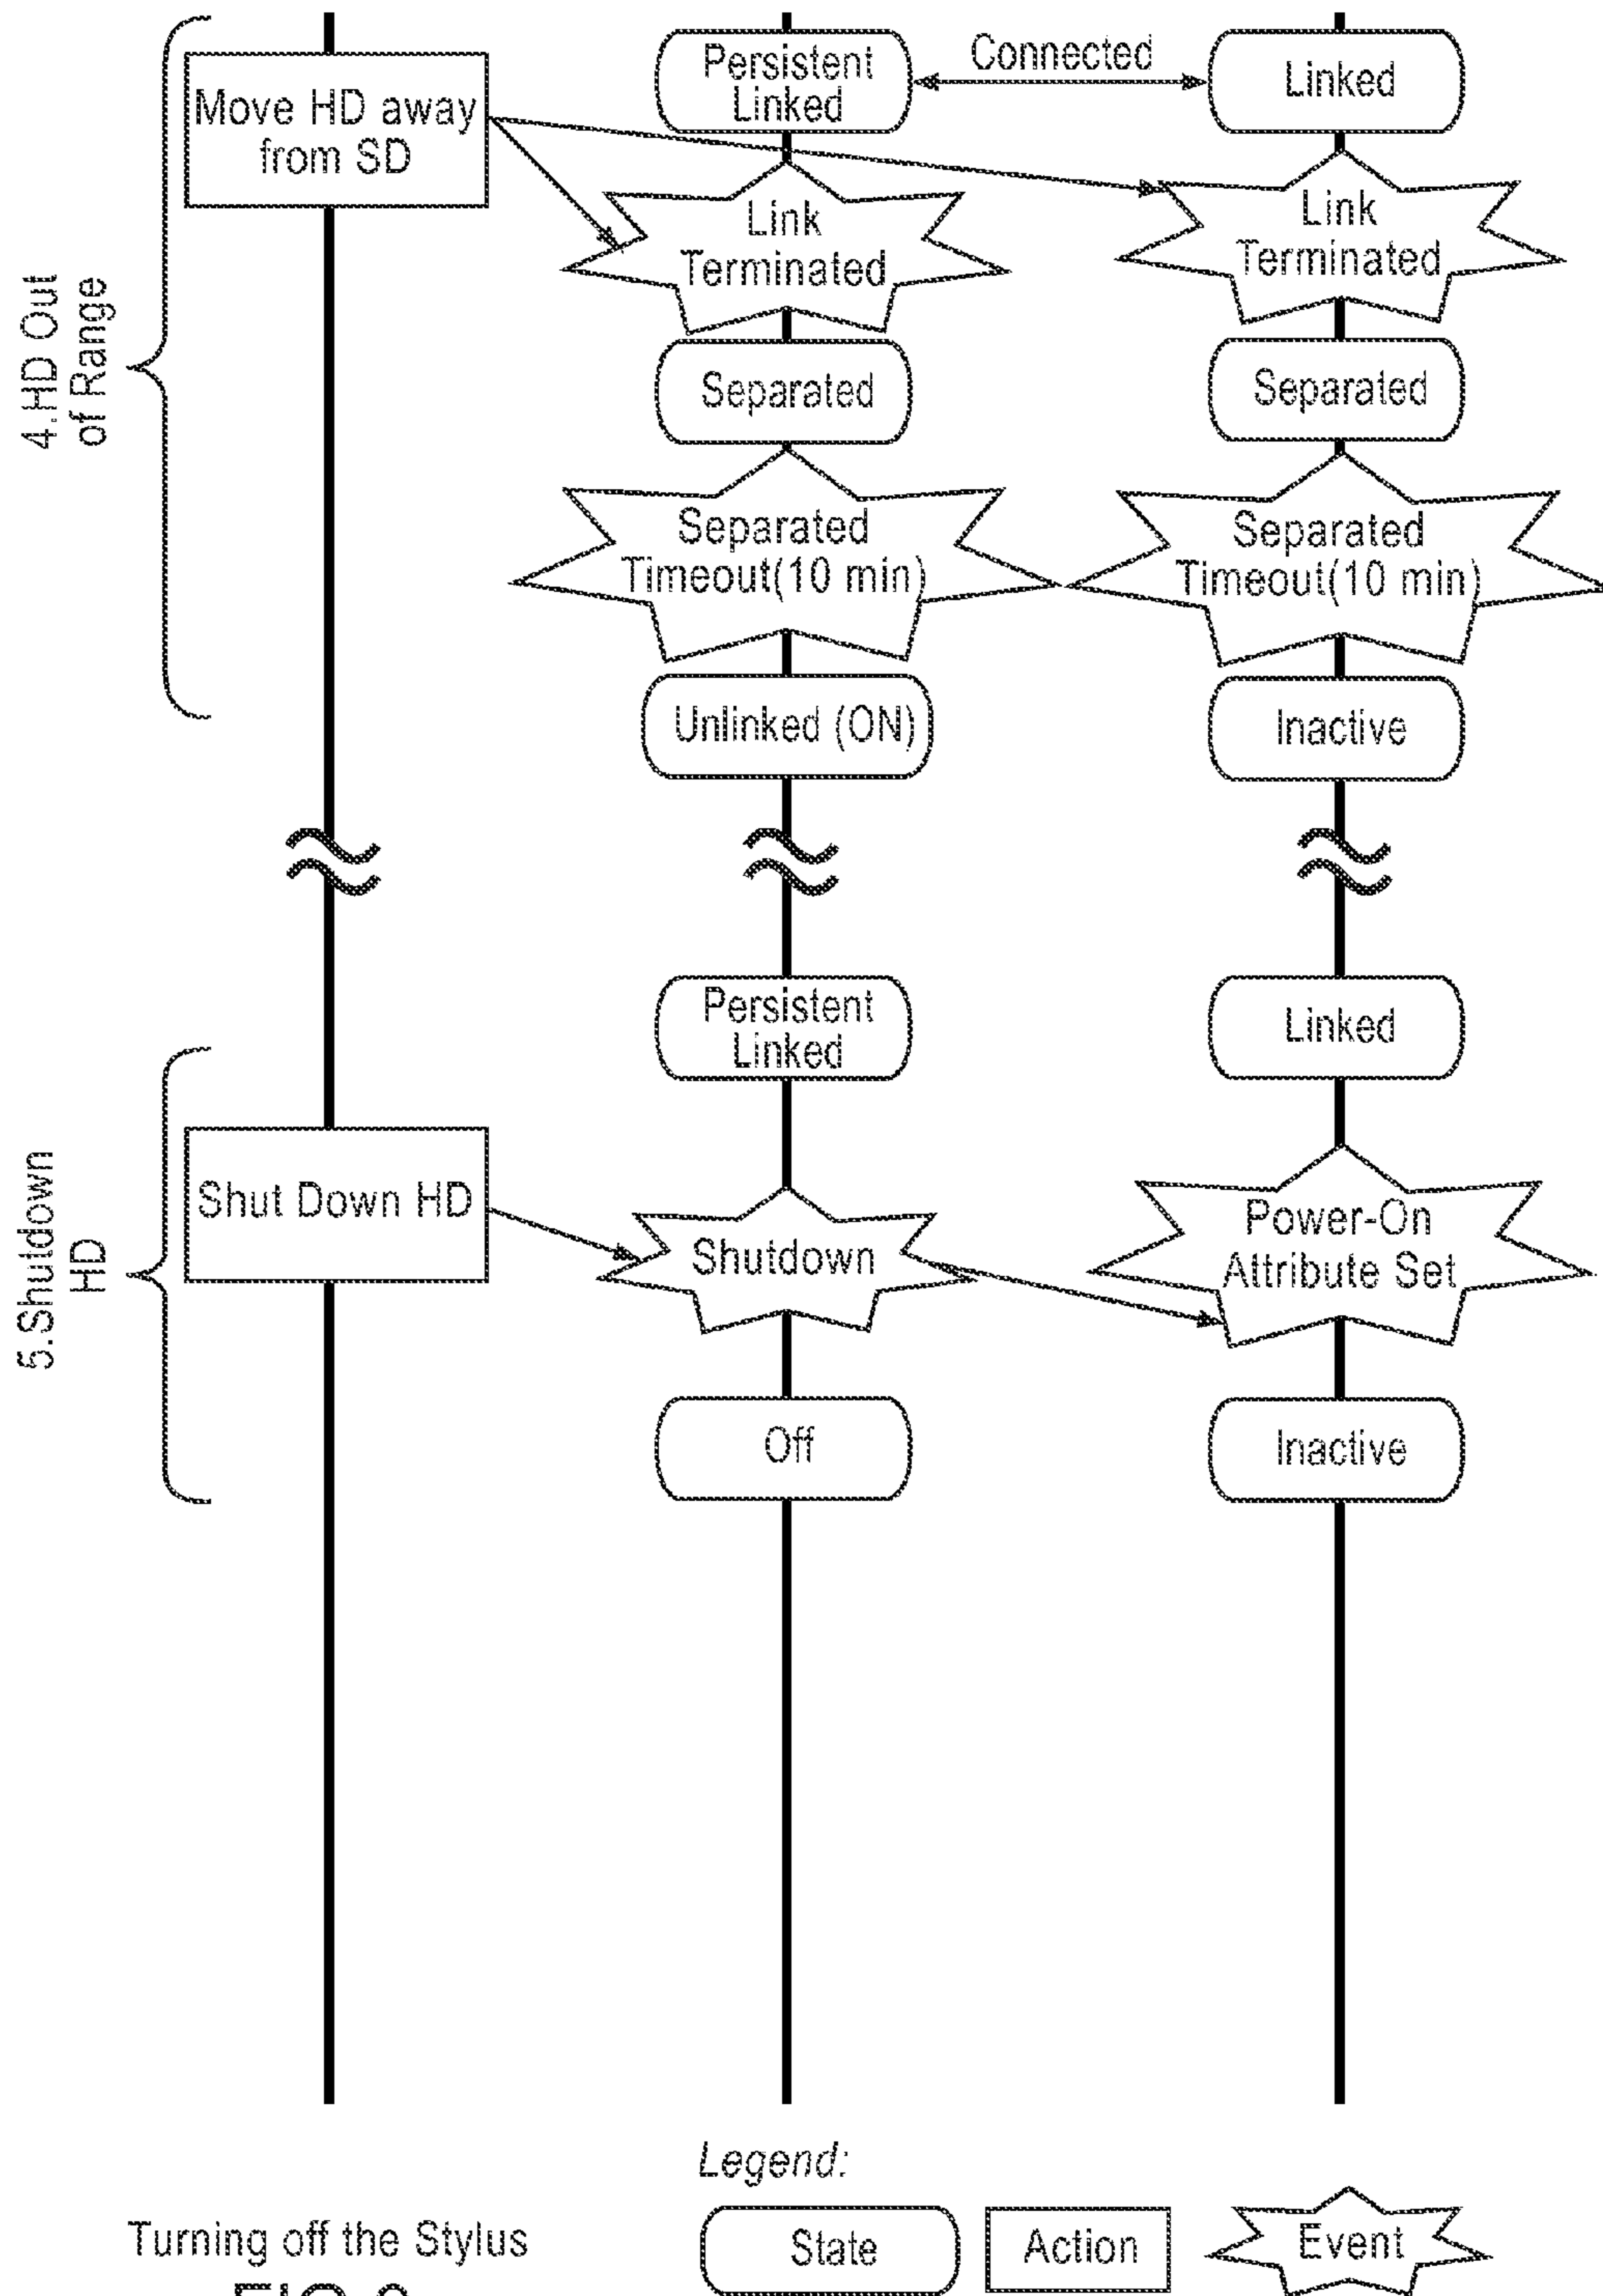 4.HD Out
of Range
Move HD away
from SD
Persistent
Linked
Connected
Linked
Link
Terminated
Link
Terminated
Separated
Separated
Separated
Timeout(10 min)
Separated
Timeout(10 min)
Unlinked (ON)
Inactive
Persistent
Linked
Linked
5.Shutdown
HD
Shut Down HD
Shutdown
Power-On
Attribute Set
Off
Inactive
Legend:
Turning off the Stylus
State
Action
Event